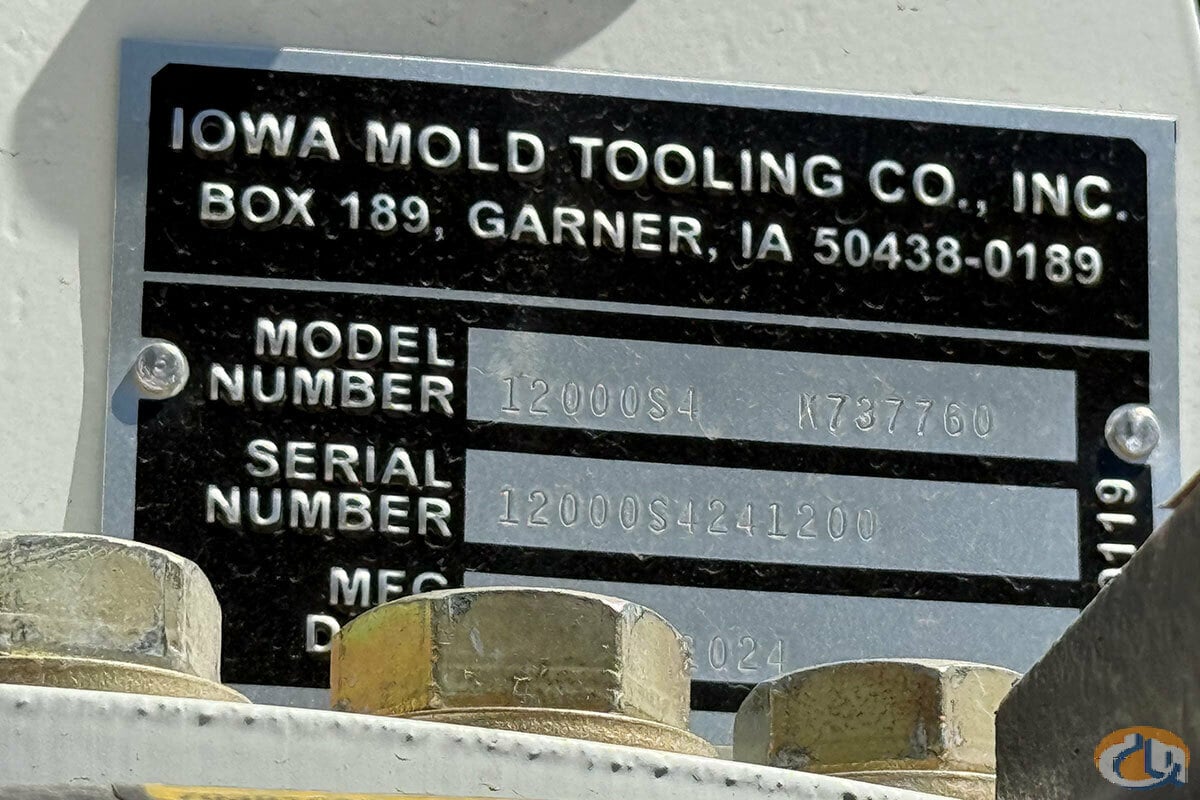 IOWA MOLD TOOLING CO., INC.
BOX 189, GARNER, IA 50438-0189
MODEL NUMBER 12000S4 K737760
SERIAL NUMBER 12000S4241200
2024